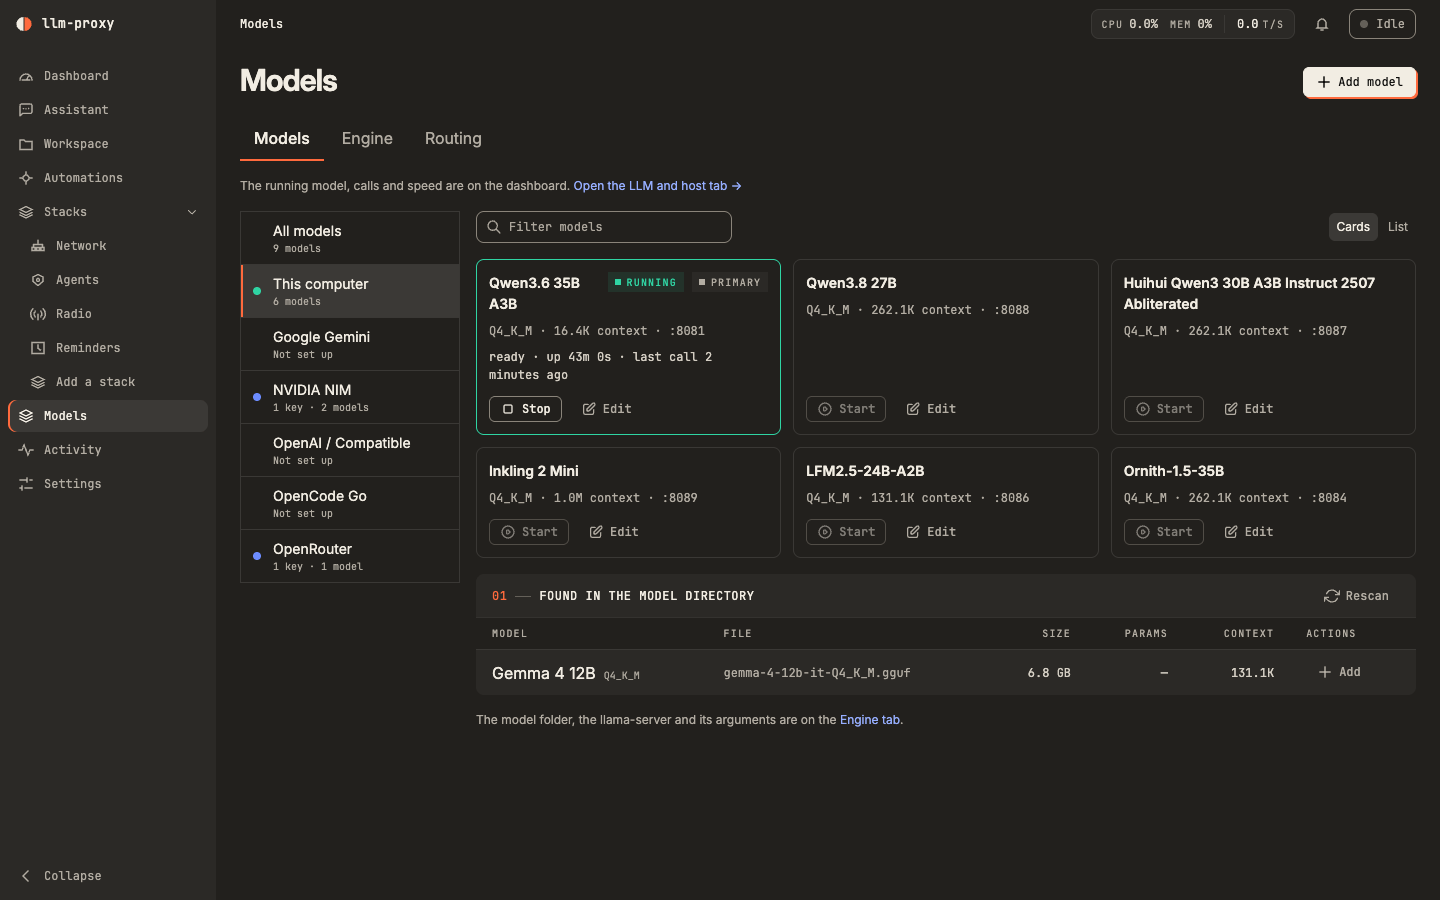 llm-proxy
Dashboard
Assistant
Workspace
Automations
Stacks
Network
Agents
Radio
Reminders
Add a stack
Models
Activity
Settings
Collapse
Models
CPU 0.0% MEM 0% 0.0 T/S
Idle
Models
Add model
Models Engine Routing
The running model, calls and speed are on the dashboard. Open the LLM and host tab →
All models
9 models
This computer
6 models
Google Gemini
Not set up
NVIDIA NIM
1 key · 2 models
OpenAI / Compatible
Not set up
OpenCode Go
Not set up
OpenRouter
1 key · 1 model
Filter models
Cards List
Qwen3.6 35B A3B
RUNNING PRIMARY
Q4_K_M · 16.4K context · :8081
ready · up 43m 0s · last call 2
minutes ago
Stop Edit
Qwen3.8 27B
Q4_K_M · 262.1K context · :8088
Start Edit
Huihui Qwen3 30B A3B Instruct 2507
Abliterated
Q4_K_M · 262.1K context · :8087
Start Edit
Inkling 2 Mini
Q4_K_M · 1.0M context · :8089
Start Edit
LFM2.5-24B-A2B
Q4_K_M · 131.1K context · :8086
Start Edit
Ornith-1.5-35B
Q4_K_M · 262.1K context · :8084
Start Edit
01 — FOUND IN THE MODEL DIRECTORY
Rescan
MODEL FILE SIZE PARAMS CONTEXT ACTIONS
Gemma 4 12B Q4_K_M gemma-4-12b-it-Q4_K_M.gguf 6.8 GB — 131.1K Add
The model folder, the llama-server and its arguments are on the Engine tab.